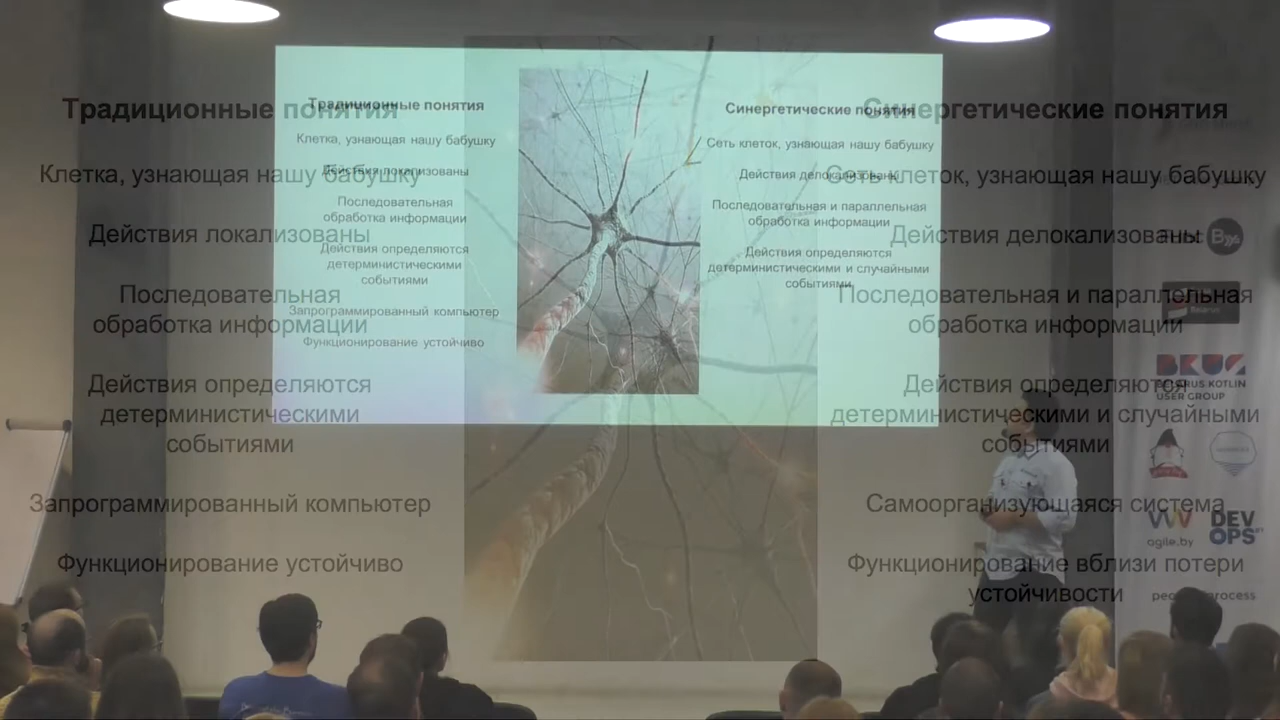 Традиционные понятия
Клетка, узнающая нашу бабушку
Действия локализованы
Последовательная
обработка информации
Действия определяются
детерминистическими
событиями
Запрограммированный компьютер
Функционирование устойчиво
Синергетические понятия
Сеть клеток, узнающая нашу бабушку
Действия делокализованы
Последовательная и параллельная
обработка информации
Действия определяются
детерминистическими и случайными
событиями
Самоорганизующаяся система
Функционирование вблизи потери
устойчивости
Традиционные понятия
Клетка, узнающая нашу бабушку
Действия локализованы
Последовательная
обработка информации
Действия определяются
детерминистическими
событиями
Запрограммированный компьютер
Функционирование устойчиво
Синергетические понятия
Сеть клеток, узнающая нашу бабушку
Действия делокализованы
Последовательная и параллельная
обработка информации
Действия определяются
детерминистическими и случайными
событиями
BKUG
BELARUS KOTLIN
USER GROUP
agile.by
DEV
OPS